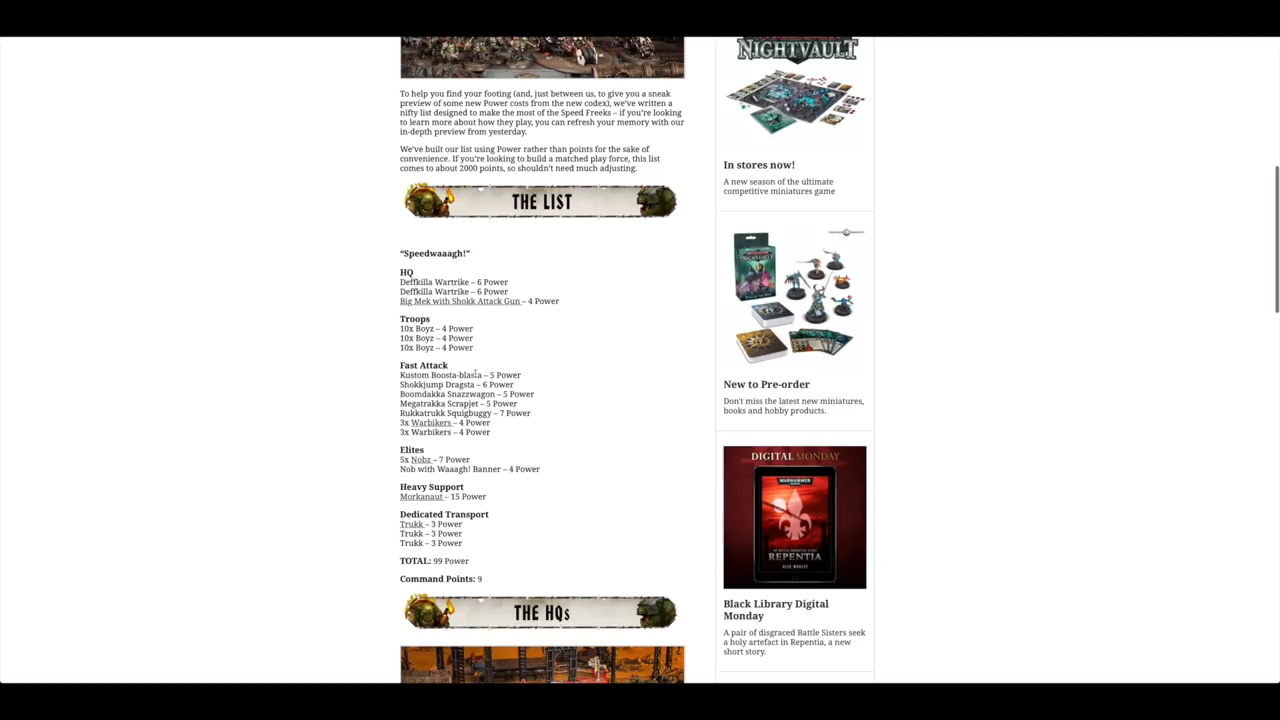 To help you find your footing (and, just between us, to give you a sneak
preview of some new Power costs from the new codex), we’ve written a
nifty list designed to make the most of the Speed Freeks – if you’re looking
to learn more about how they play, you can refresh your memory with our
in-depth preview from yesterday.
We’ve built our list using Power rather than points for the sake of
convenience. If you’re looking to build a matched play force, this list
comes to about 2000 points, so shouldn’t need much adjusting.
THE LIST
“Speedwaaagh!”
HQ
Deffkilla Wartrike – 6 Power
Deffkilla Wartrike – 6 Power
Big Mek with Shokk Attack Gun – 4 Power
Troops
10x Boyz – 4 Power
10x Boyz – 4 Power
10x Boyz – 4 Power
Fast Attack
Kustom Boosta-blasta – 5 Power
Shokkjump Dragsta – 6 Power
Boomdakka Snazzwagon – 5 Power
Megatrakka Scrapjet – 5 Power
Rukkatrukk Squigbuggy – 7 Power
3x Warbikers – 4 Power
3x Warbikers – 4 Power
Elites
5x Nobz – 7 Power
Nob with Waaagh! Banner – 4 Power
Heavy Support
Morkanaut – 15 Power
Dedicated Transport
Trukk – 3 Power
Trukk – 3 Power
Trukk – 3 Power
TOTAL: 99 Power
Command Points: 9
THE HQs
NIGHTVAULT
In stores now!
A new season of the ultimate
competitive miniatures game
NIGHTVAULT
New to Pre-order
Don't miss the latest new miniatures,
books and hobby products.
DIGITAL MONDAY
WARHAMMER
REPENTIA
Black Library Digital
Monday
A pair of disgraced Battle Sisters seek
a holy artefact in Repentia, a new
short story.